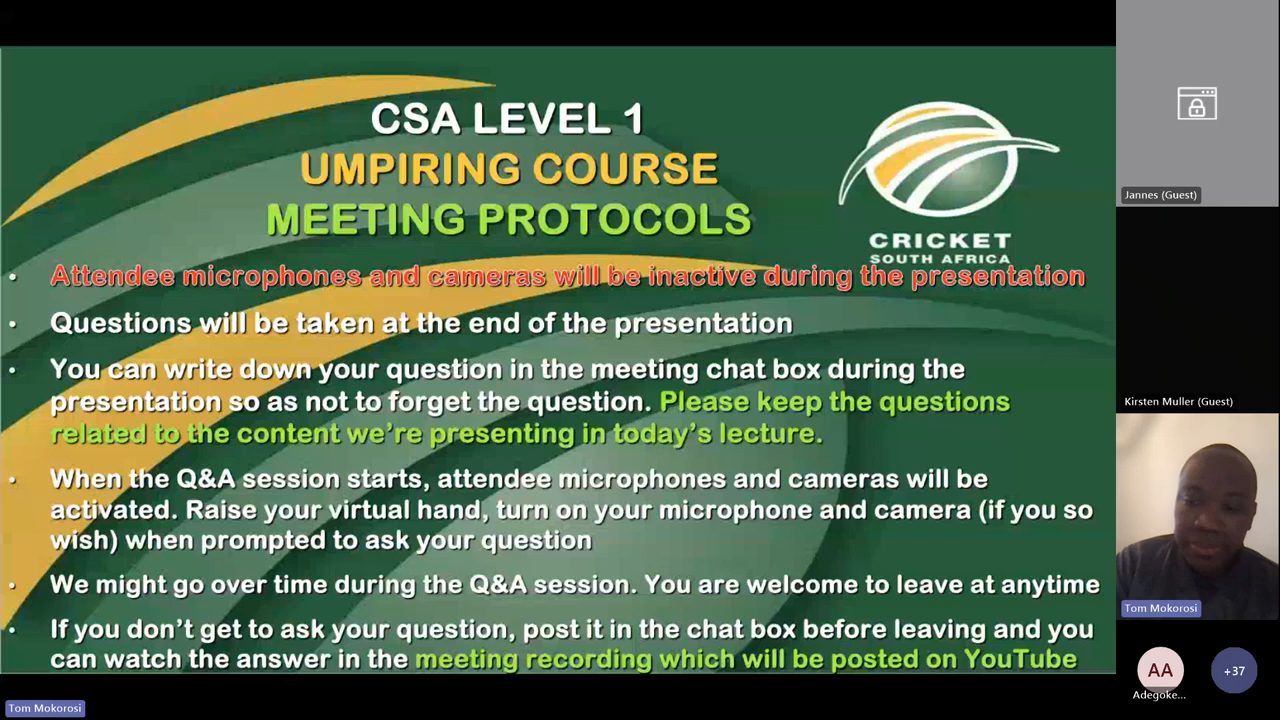 CSA LEVEL 1
UMPIRING COURSE
MEETING PROTOCOLS
CRICKET
SOUTH AFRICA
• Attendee microphones and cameras will be inactive during the presentation
• Questions will be taken at the end of the presentation
• You can write down your question in the meeting chat box during the
presentation so as not to forget the question. Please keep the questions
related to the content we're presenting in today's lecture.
• When the Q&A session starts, attendee microphones and cameras will be
activated. Raise your virtual hand, turn on your microphone and camera (if you so
wish) when prompted to ask your question
• We might go over time during the Q&A session. You are welcome to leave at anytime
• If you don't get to ask your question, post it in the chat box before leaving and you
can watch the answer in the meeting recording which will be posted on YouTube
Tom Mokorosi
Jannes (Guest)
Kirsten Muller (Guest)
Tom Mokorosi
AA
Adegoke...
+37